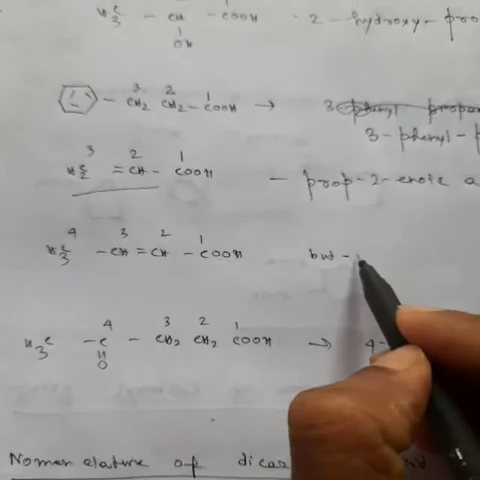 H3C - CH - COOH - 2 - hydroxy - pro
OH
3 2 1
- CH2 CH2 - COOH → 3
3 - phenyl - p
3 2 1
H2C = CH - COOH - prop - 2 - enoic a
4 3 2 1
H3C - CH = CH - COOH but -
4 3 2 1
H3C - C - CH2 CH2 COOH → 4 -
O
Nomenclature of dicar